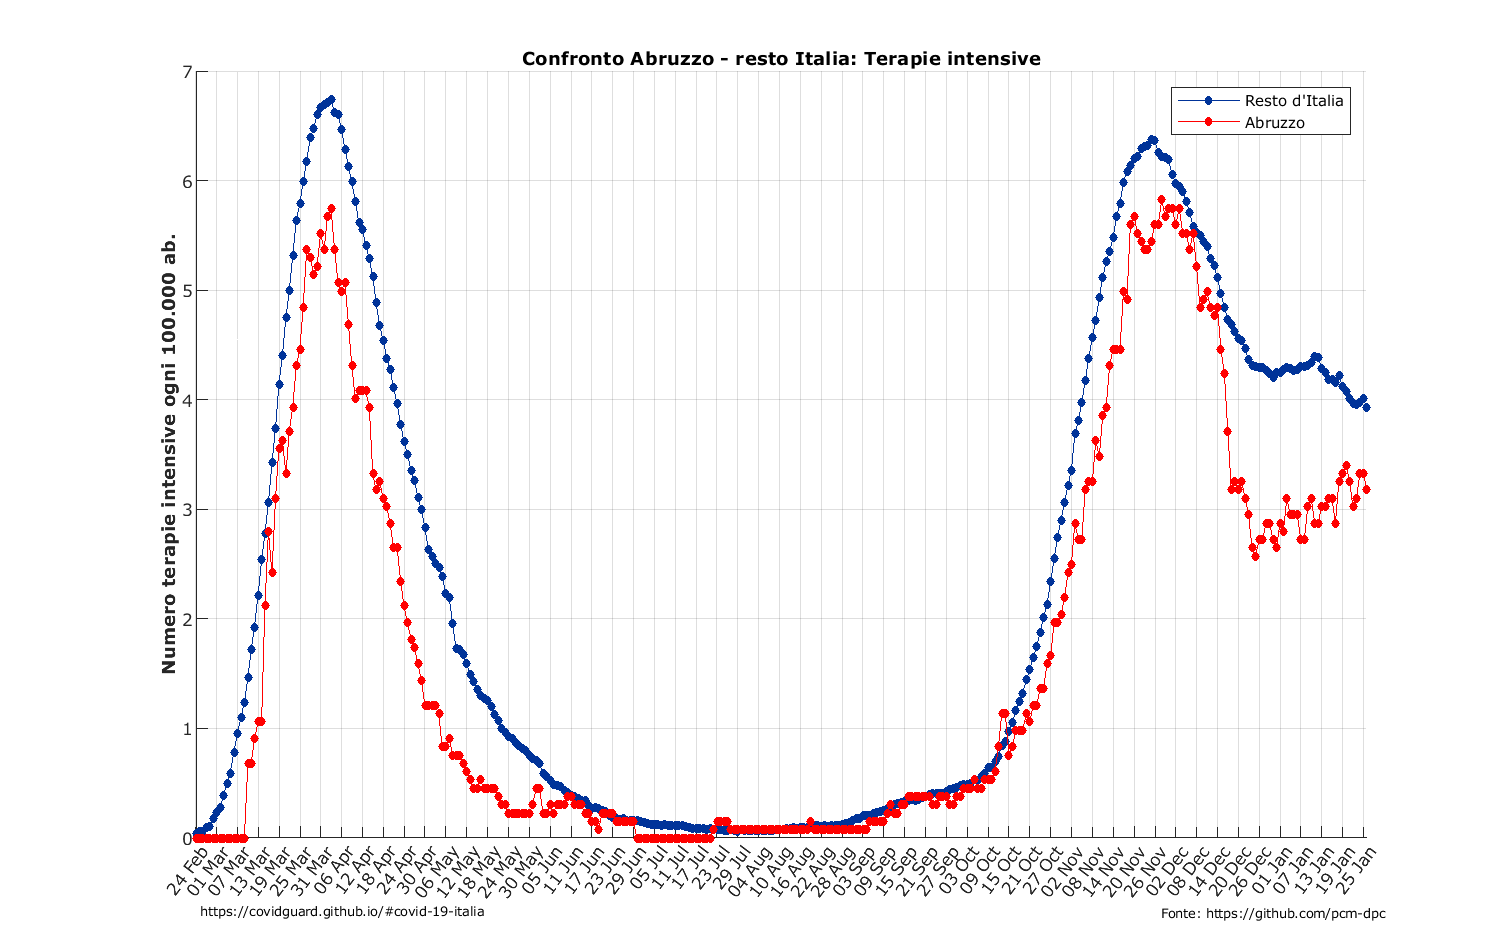 Confronto Abruzzo - resto Italia: Terapie intensive
Resto d'Italia
Abruzzo
Numero terapie intensive ogni 100.000 ab.
7
6
5
4
3
2
1
0
24 Feb
01 Mar
07 Mar
13 Mar
19 Mar
25 Mar
31 Mar
06 Apr
12 Apr
18 Apr
24 Apr
30 Apr
06 May
12 May
18 May
24 May
30 May
05 Jun
11 Jun
17 Jun
23 Jun
29 Jun
05 Jul
11 Jul
17 Jul
23 Jul
29 Jul
04 Aug
10 Aug
16 Aug
22 Aug
28 Aug
03 Sep
09 Sep
15 Sep
21 Sep
27 Sep
03 Oct
09 Oct
15 Oct
21 Oct
27 Oct
02 Nov
08 Nov
14 Nov
20 Nov
26 Nov
02 Dec
08 Dec
14 Dec
20 Dec
26 Dec
01 Jan
07 Jan
13 Jan
19 Jan
25 Jan
https://covidguard.github.io/#covid-19-italia
Fonte: https://github.com/pcm-dpc